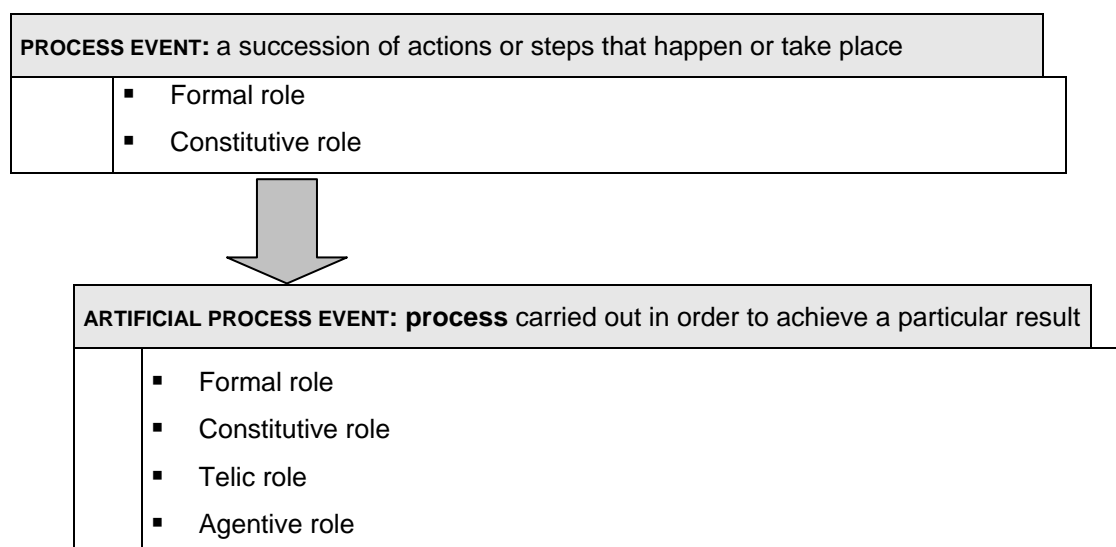 PROCESS EVENT: a succession of actions or steps that happen or take place
▪ Formal role
▪ Constitutive role
ARTIFICIAL PROCESS EVENT: process carried out in order to achieve a particular result
▪ Formal role
▪ Constitutive role
▪ Telic role
▪ Agentive role